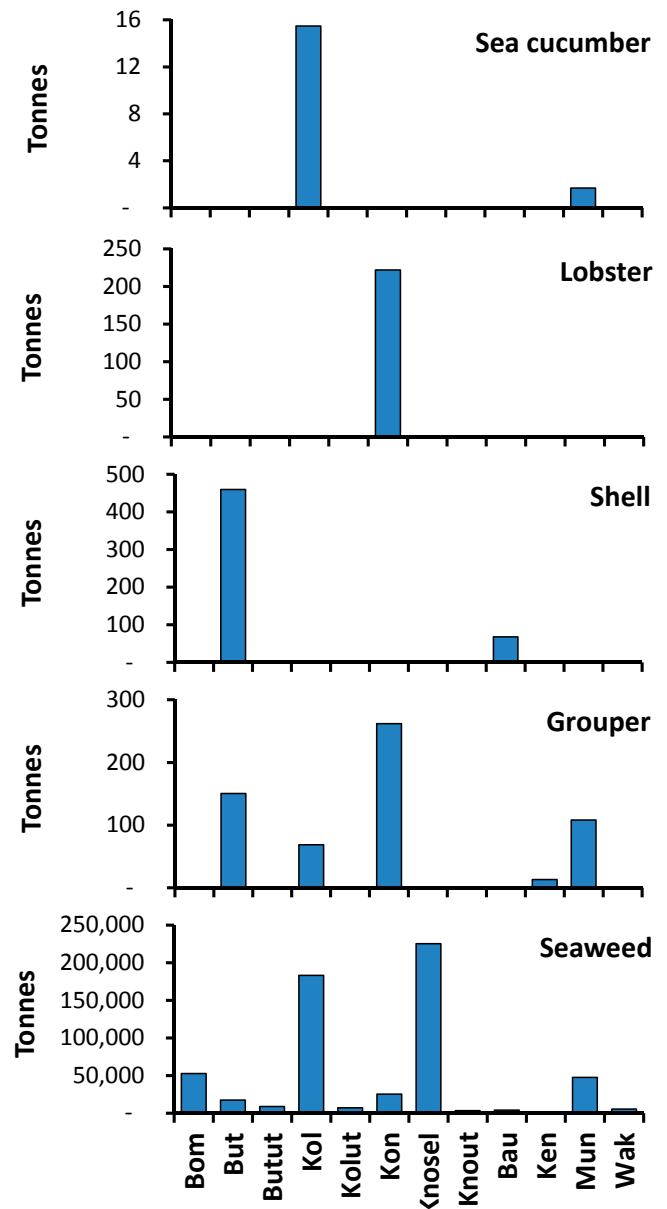 Sea cucumber
Tonnes
16
12
8
4
-
Lobster
Tonnes
250
200
150
100
50
-
Shell
Tonnes
500
400
300
200
100
-
Grouper
Tonnes
300
200
100
-
Seaweed
Tonnes
250,000
200,000
150,000
100,000
50,000
-
Bom
But
Butut
Kol
Kolut
Kon
Knosel
Knout
Bau
Ken
Mun
Wak